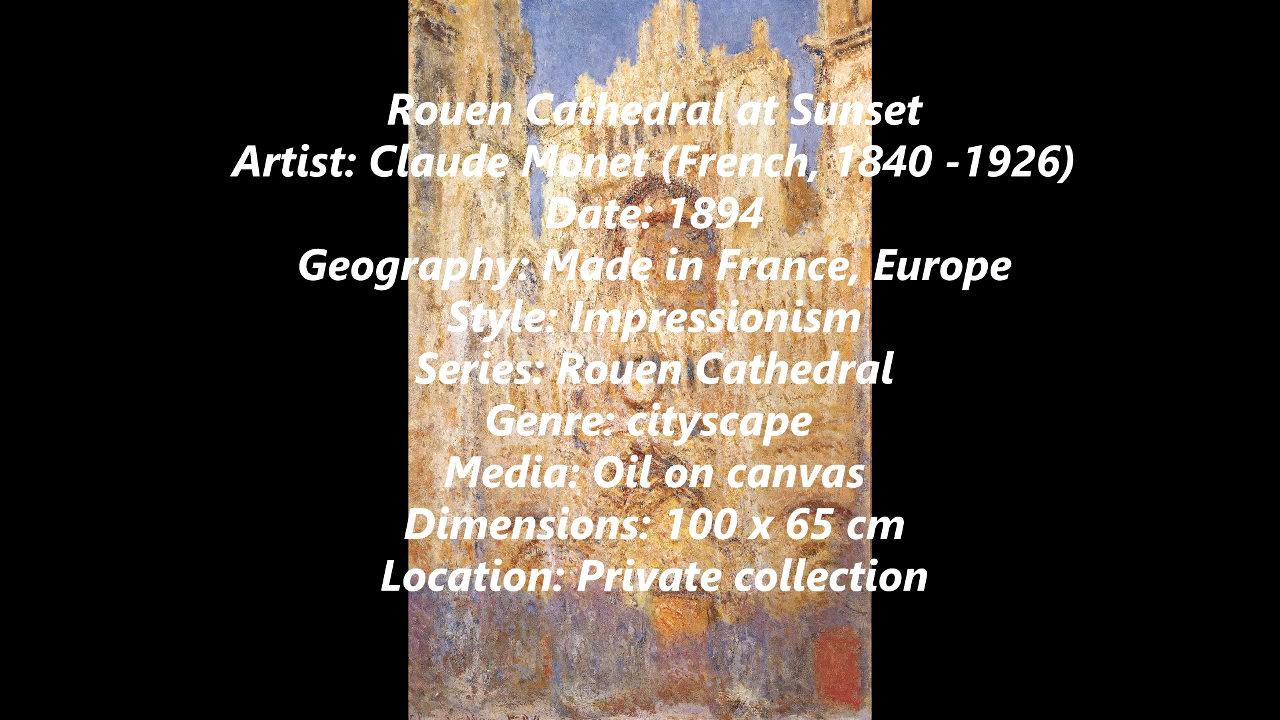 Rouen Cathedral at Sunset
Artist: Claude Monet (French, 1840 -1926)
Date: 1894
Geography: Made in France, Europe
Style: Impressionism
Series: Rouen Cathedral
Genre: cityscape
Media: Oil on canvas
Dimensions: 100 x 65 cm
Location: Private collection